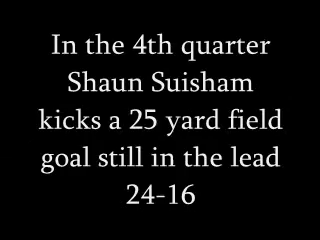 In the 4th quarter
Shaun Suisham
kicks a 25 yard field
goal still in the lead
24-16